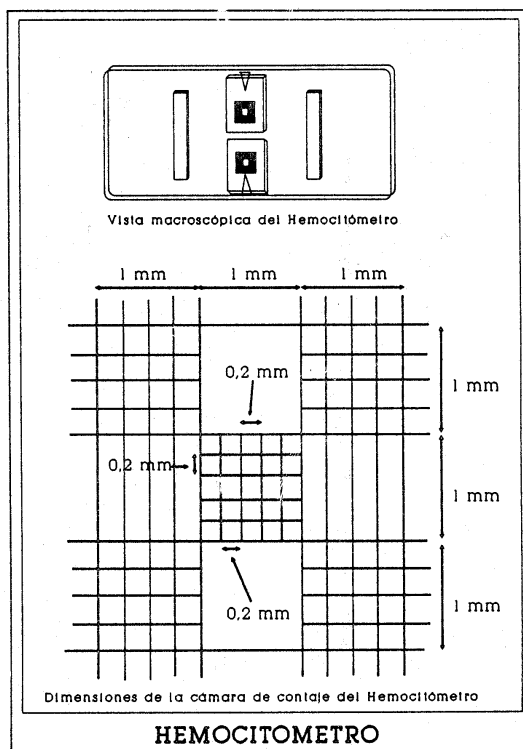 Vista macroscópica del Hemocitómetro
1 mm 1 mm 1 mm
0,2 mm
1 mm
0,2 mm
1 mm
0,2 mm
1 mm
Dimensiones de la cámara de contaje del Hemocitómetro
HEMOCITOMETRO